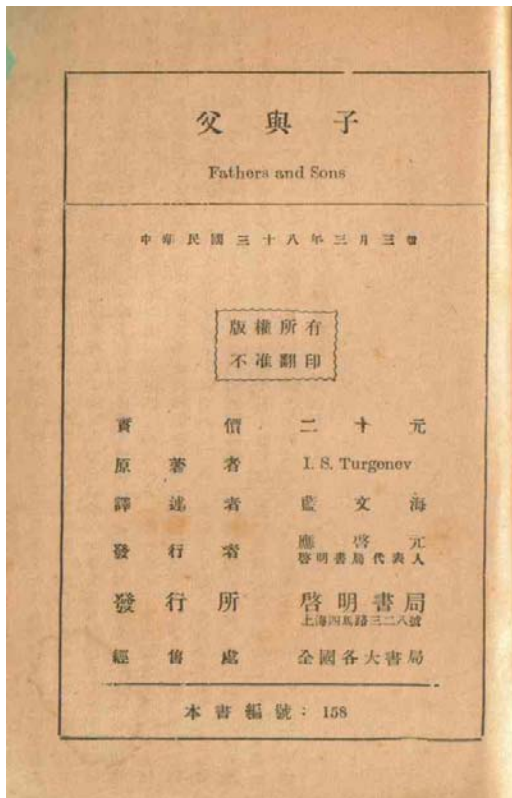 父與子
Fathers and Sons
中華民國三十八年三月三版
版權所有
不准翻印
實價 二十元
原著者 I. S. Turgenev
譯述者 藍文海
發行者 應啓元
啓明書局代表人
發行所 啓明書局
上海四馬路三二八號
經售處 全國各大書局
本書編號：158